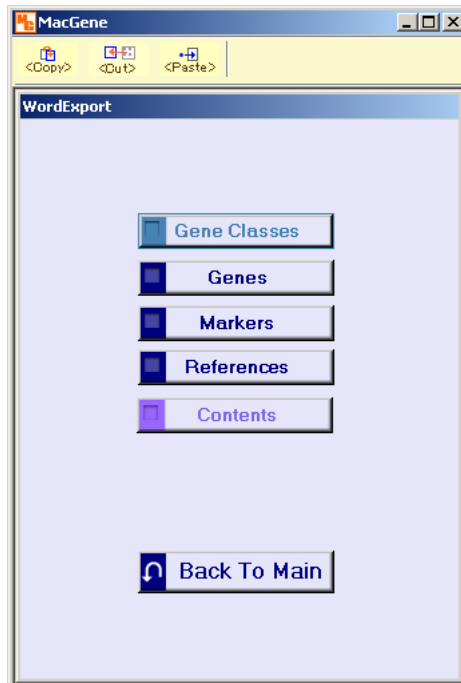 MacGene
<Copy> <Cut> <Paste>
WordExport
Gene Classes
Genes
Markers
References
Contents
Back To Main